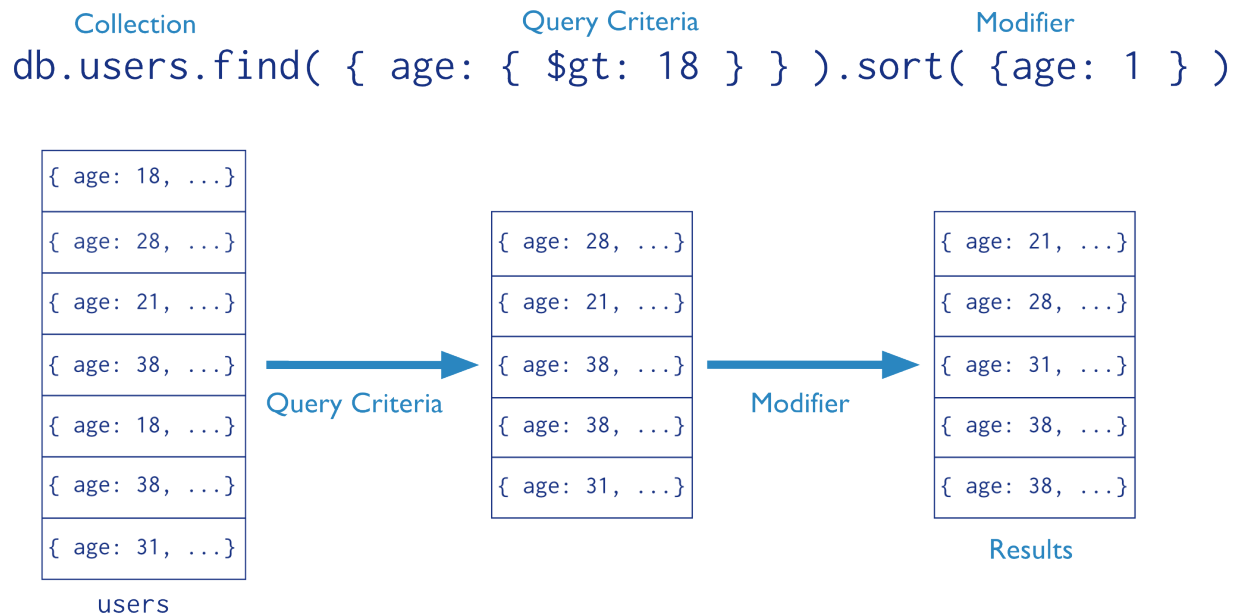 Collection Query Criteria Modifier
db.users.find( { age: { $gt: 18 } } ).sort( {age: 1 } )
{ age: 18, ...}
{ age: 28, ...}
{ age: 21, ...}
{ age: 38, ...}
{ age: 18, ...}
{ age: 38, ...}
{ age: 31, ...}
users
Query Criteria
{ age: 28, ...}
{ age: 21, ...}
{ age: 38, ...}
{ age: 38, ...}
{ age: 31, ...}
Modifier
{ age: 21, ...}
{ age: 28, ...}
{ age: 31, ...}
{ age: 38, ...}
{ age: 38, ...}
Results